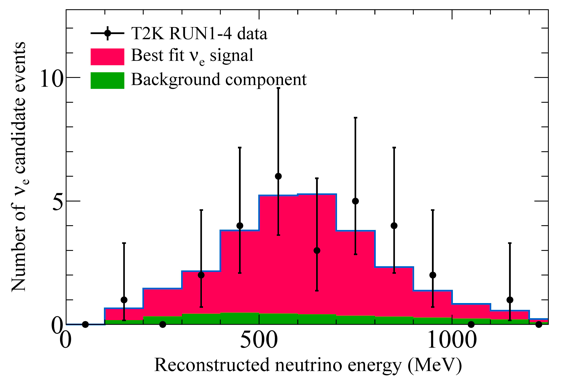 T2K RUN1-4 data
Best fit νe signal
Background component
Number of νe candidate events
10
5
0
0 500 1000
Reconstructed neutrino energy (MeV)